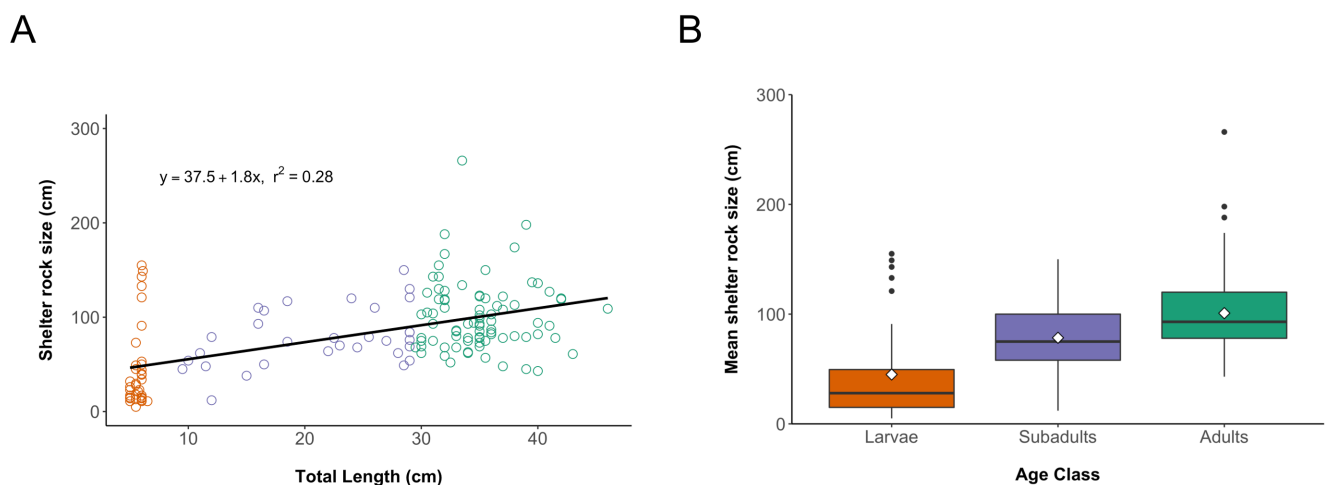 A
Shelter rock size (cm)
300
200
100
0
y = 37.5 + 1.8x, r² = 0.28
10 20 30 40
Total Length (cm)
B
Mean shelter rock size (cm)
300
200
100
0
Larvae Subadults Adults
Age Class